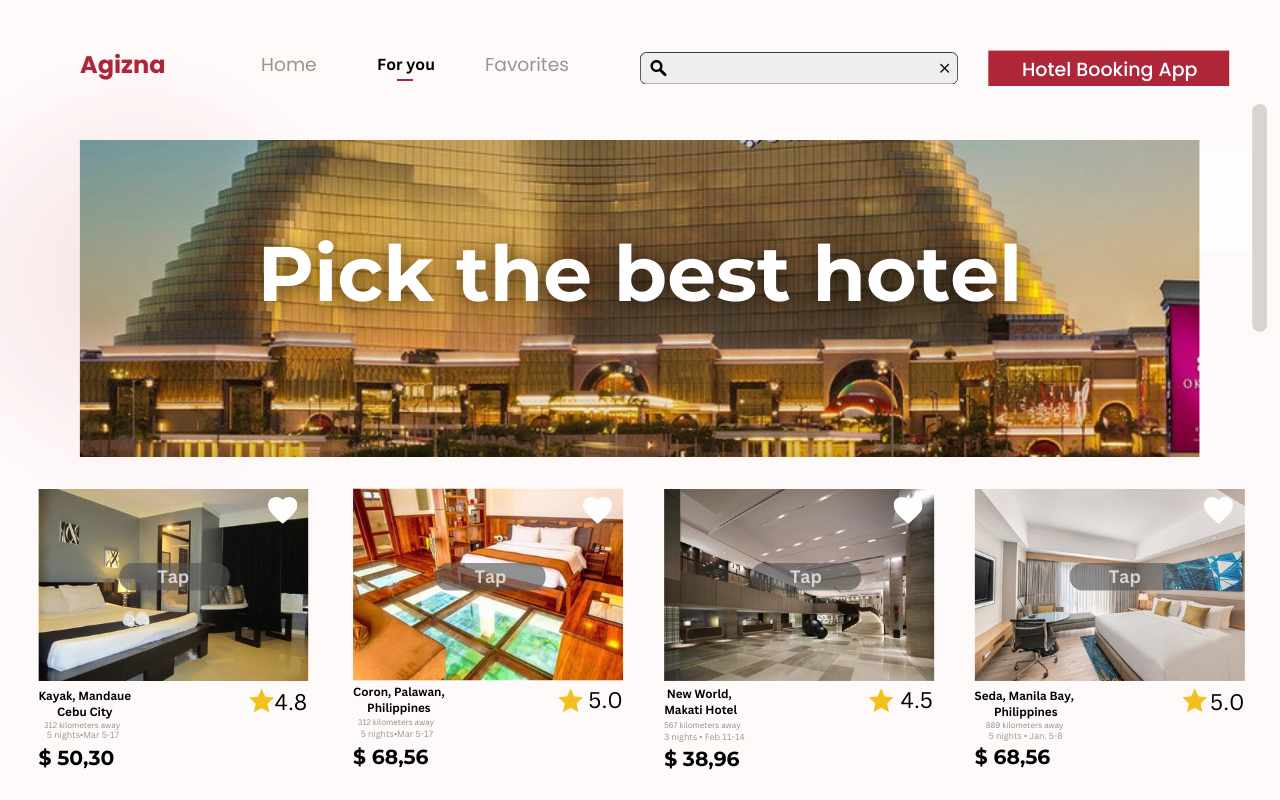 Agizna
Home
For you
Favorites
Hotel Booking App
Pick the best hotel
Tap
Tap
Tap
Tap
Kayak, Mandaue
Cebu City
312 kilometers away
5 nights•Mar 5-17
$ 50,30
4.8
Coron, Palawan,
Philippines
312 kilometers away
5 nights•Mar 5-17
$ 68,56
5.0
New World,
Makati Hotel
567 kilometers away
3 nights • Feb.11-14
$ 38,96
4.5
Seda, Manila Bay,
Philippines
889 kilometers away
5 nights • Jan. 5-8
$ 68,56
5.0